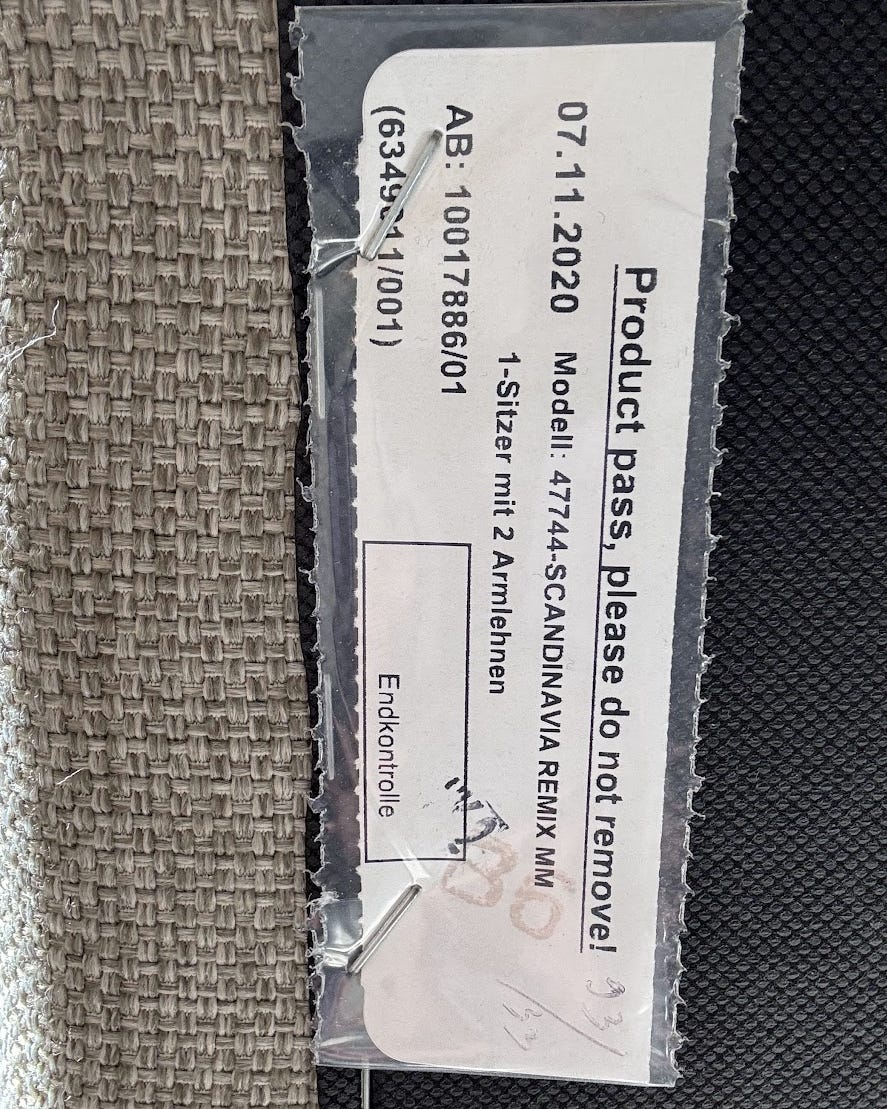 Product pass, please do not remove!
07.11.2020 Modell: 47744-SCANDINAVIA REMIX MM
1-Sitzer mit 2 Armlehnen
AB: 10017886/01
Endkontrolle